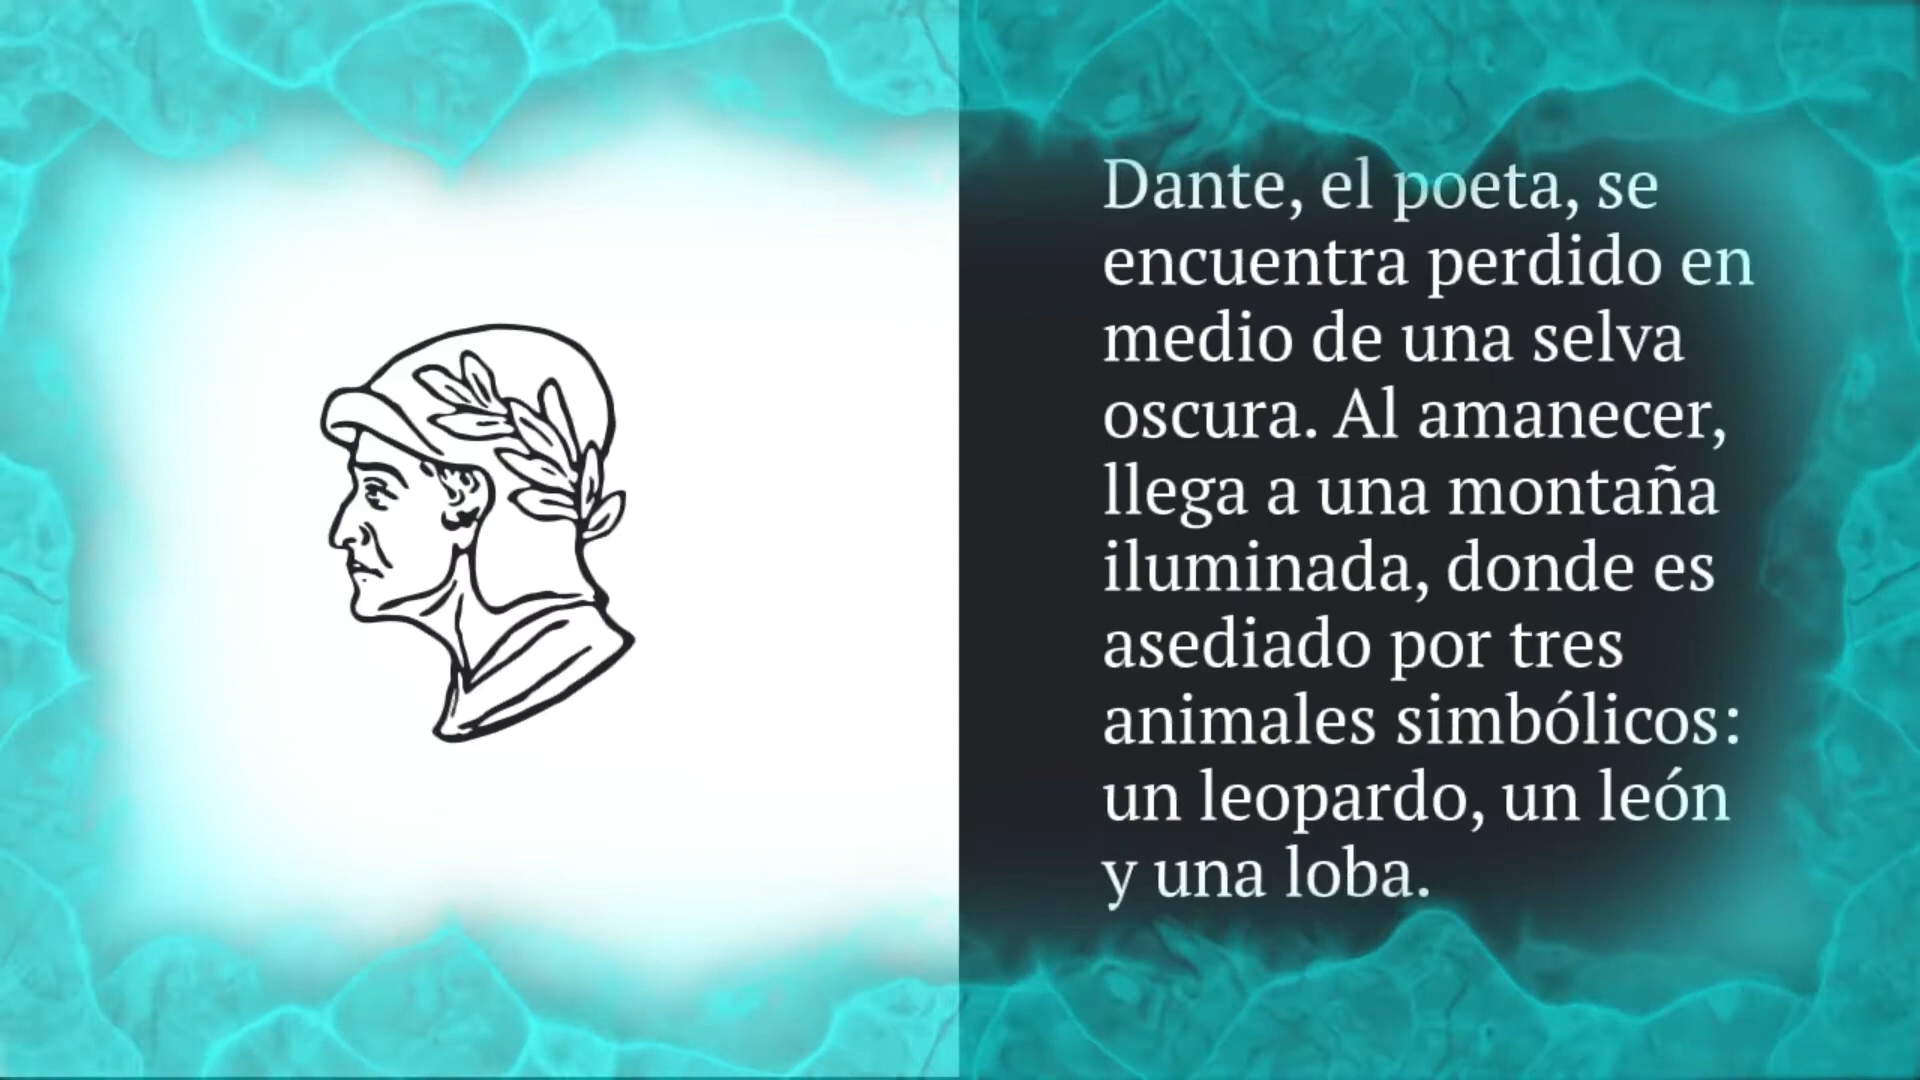 Dante, el poeta, se
encuentra perdido en
medio de una selva
oscura. Al amanecer,
llega a una montaña
iluminada, donde es
asediado por tres
animales simbólicos:
un leopardo, un león
y una loba.